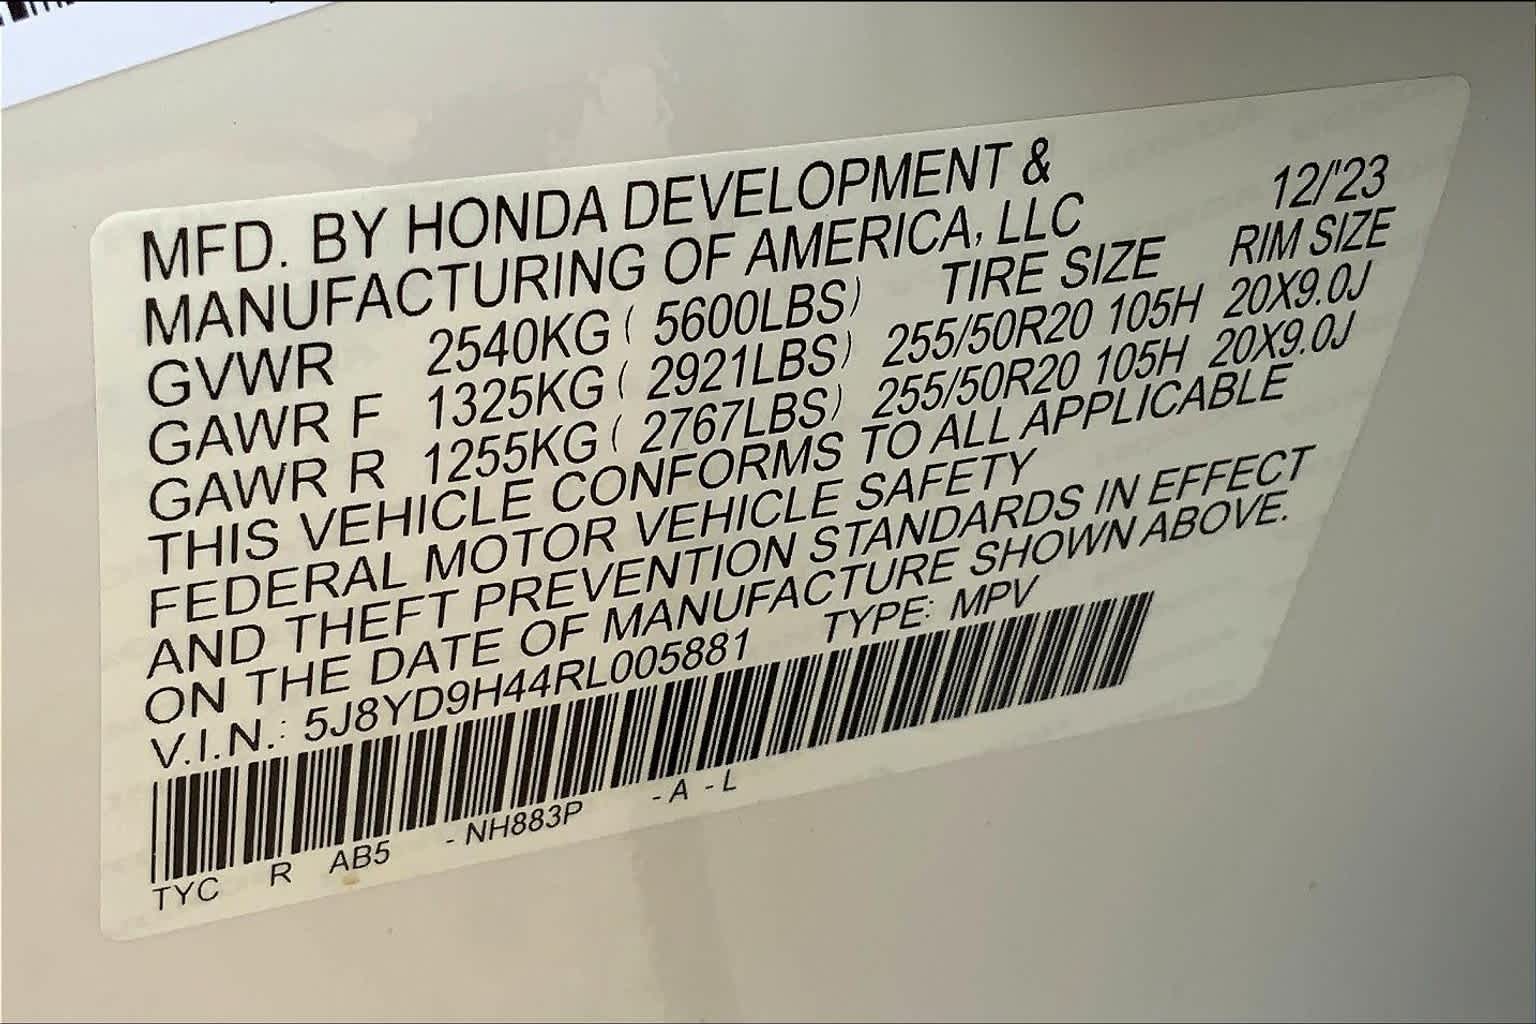 MFD. BY HONDA DEVELOPMENT &
MANUFACTURING OF AMERICA, LLC 12/'23
GVWR 2540KG ( 5600LBS) TIRE SIZE RIM SIZE
GAWR F 1325KG ( 2921LBS) 255/50R20 105H 20X9.0J
GAWR R 1255KG ( 2767LBS) 255/50R20 105H 20X9.0J
THIS VEHICLE CONFORMS TO ALL APPLICABLE
FEDERAL MOTOR VEHICLE SAFETY
AND THEFT PREVENTION STANDARDS IN EFFECT
ON THE DATE OF MANUFACTURE SHOWN ABOVE.
V.I.N.: 5J8YD9H44RL005881 TYPE: MPV
TYC R AB5 - NH883P - A - L